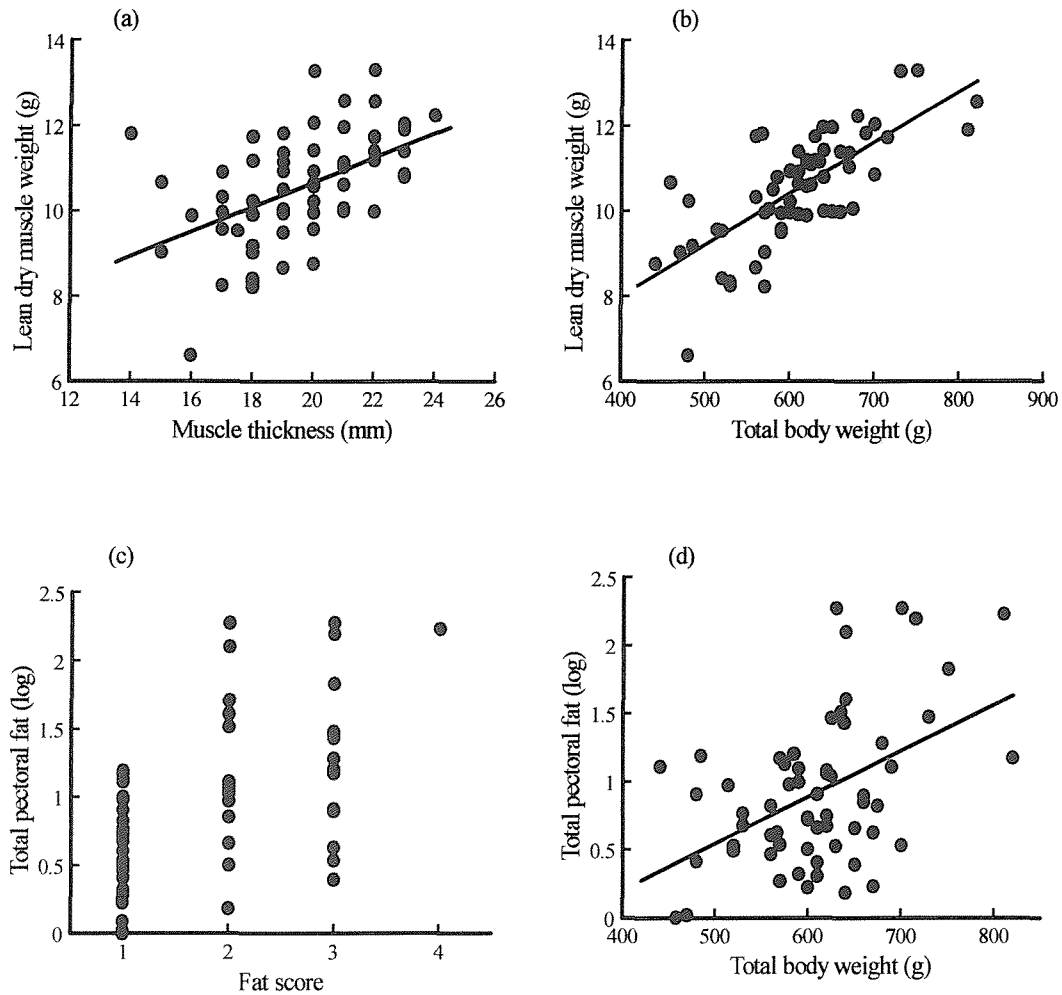 (a)
Lean dry muscle weight (g)
14
12
10
8
6
12 14 16 18 20 22 24 26
Muscle thickness (mm)
(b)
Lean dry muscle weight (g)
14
12
10
8
6
400 500 600 700 800 900
Total body weight (g)
(c)
Total pectoral fat (log)
2.5
2
1.5
1
0.5
0
1 2 3 4
Fat score
(d)
Total pectoral fat (log)
2.5
2
1.5
1
0.5
0
400 500 600 700 800
Total body weight (g)